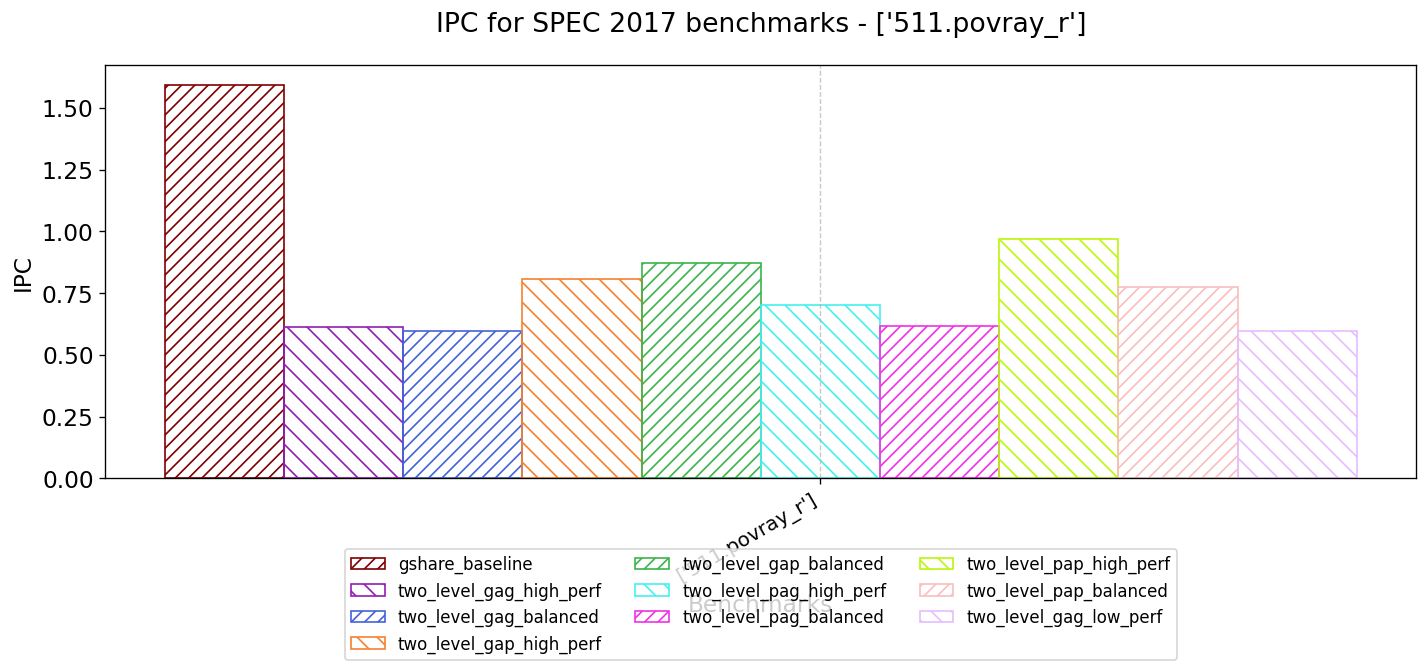 IPC for SPEC 2017 benchmarks - ['511.povray_r']
IPC
1.50
1.25
1.00
0.75
0.50
0.25
0.00
['511.povray_r']
Benchmarks
gshare_baseline
two_level_gag_high_perf
two_level_gag_balanced
two_level_gap_high_perf
two_level_gap_balanced
two_level_pag_high_perf
two_level_pag_balanced
two_level_pap_high_perf
two_level_pap_balanced
two_level_gag_low_perf